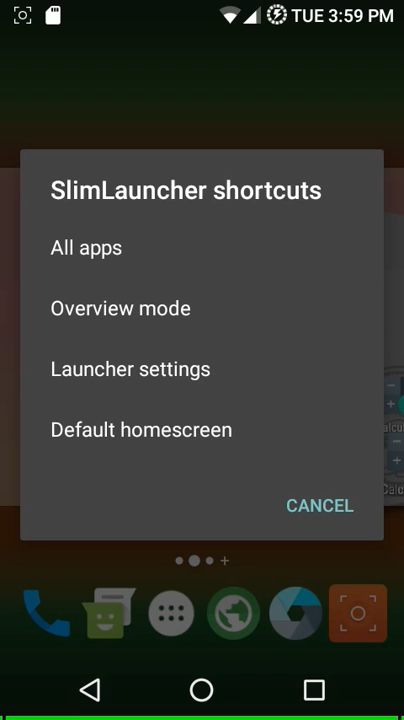 TUE 3:59 PM
SlimLauncher shortcuts
All apps
Overview mode
Launcher settings
Default homescreen
CANCEL